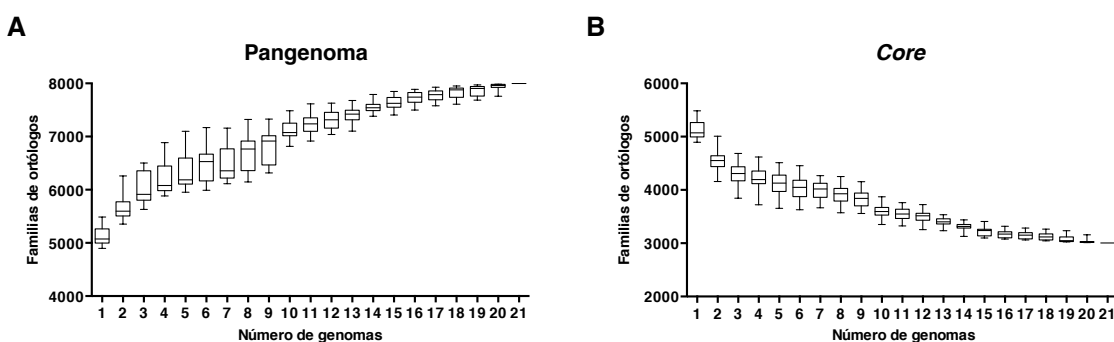 A
Pangenoma
Familias de ortólogos
8000
7000
6000
5000
4000
1 2 3 4 5 6 7 8 9 10 11 12 13 14 15 16 17 18 19 20 21
Número de genomas
B
Core
Familias de ortólogos
6000
5000
4000
3000
2000
1 2 3 4 5 6 7 8 9 10 11 12 13 14 15 16 17 18 19 20 21
Número de genomas